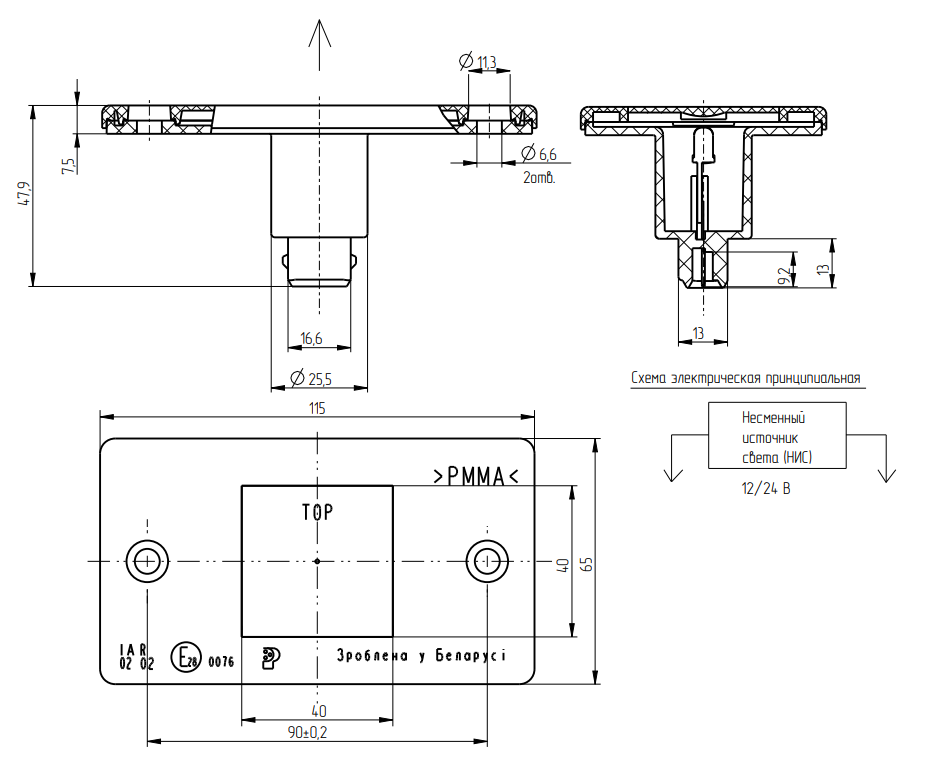 ⌀11,3
7,5
47,9
⌀6,6
2отв.
16,6
⌀25,5
9,2
13
13
Схема электрическая принципиальная
Несменный
источник
света (НИС)
12/24 В
115
>PMMA<
TOP
40
65
IA R
02 02
E28
0076
Зроблена у Беларусі
40
90±0,2